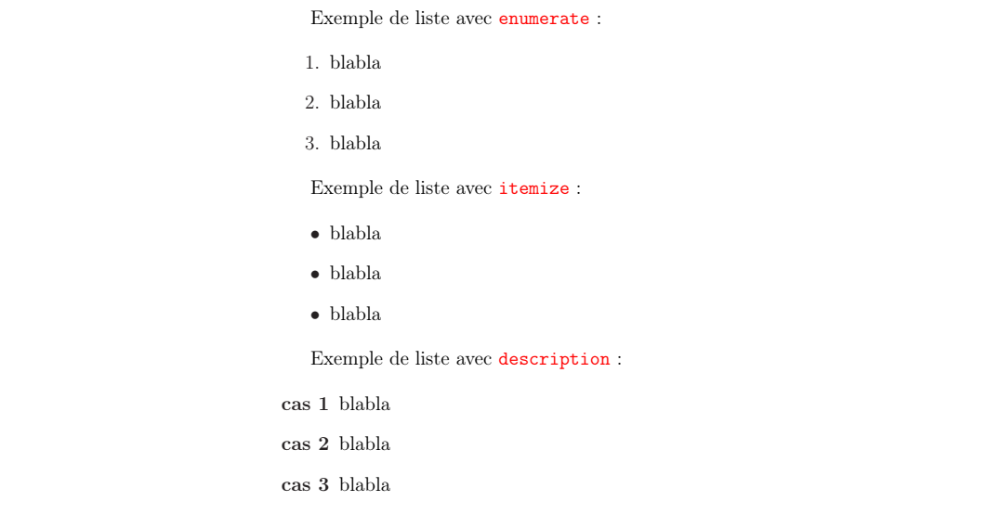 Exemple de liste avec enumerate :
1. blabla
2. blabla
3. blabla
Exemple de liste avec itemize :
• blabla
• blabla
• blabla
Exemple de liste avec description :
cas 1 blabla
cas 2 blabla
cas 3 blabla